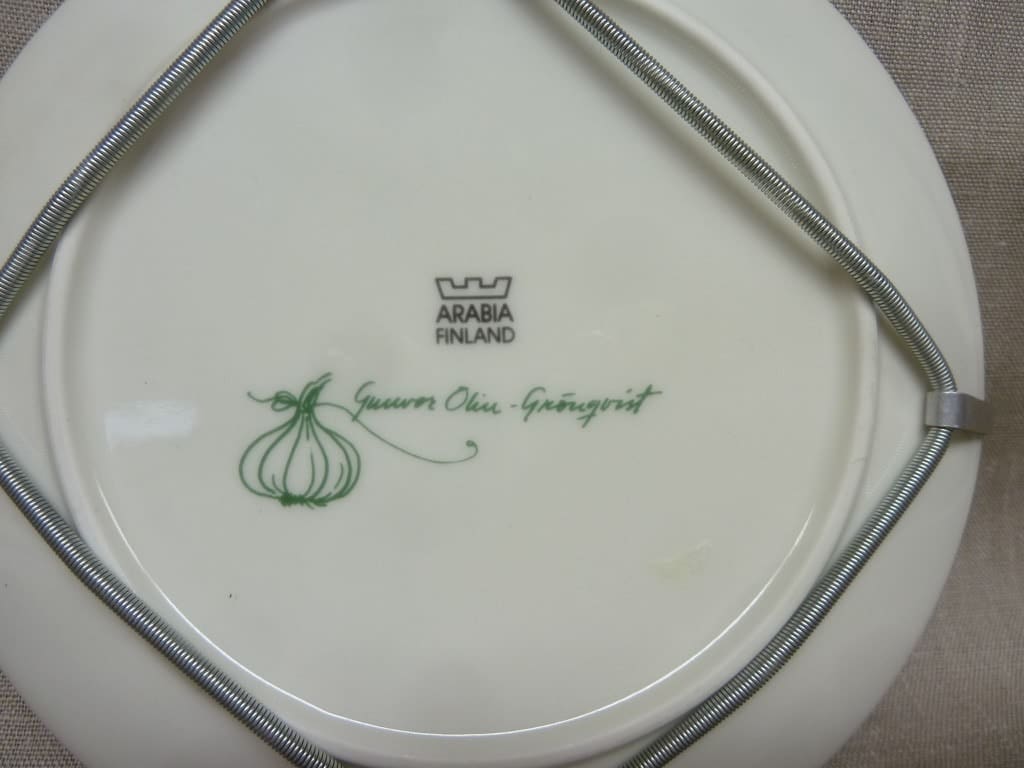 ARABIA
FINLAND
Gunvor Olin-Grönqvist